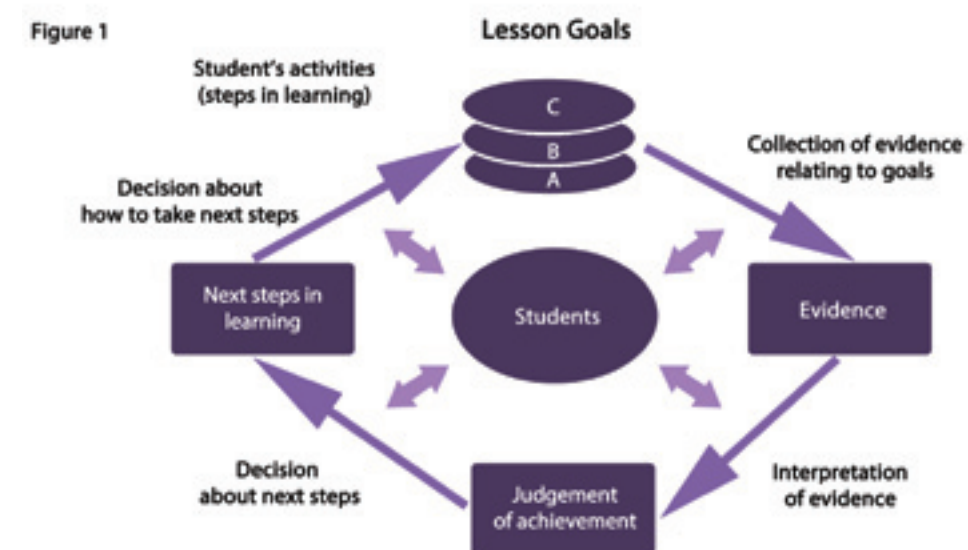 Figure 1
Lesson Goals
Student's activities
(steps in learning)
C
B
A
Collection of evidence
relating to goals
Decision about
how to take next steps
Next steps in
learning
Students
Evidence
Decision
about next steps
Judgement
of achievement
Interpretation
of evidence